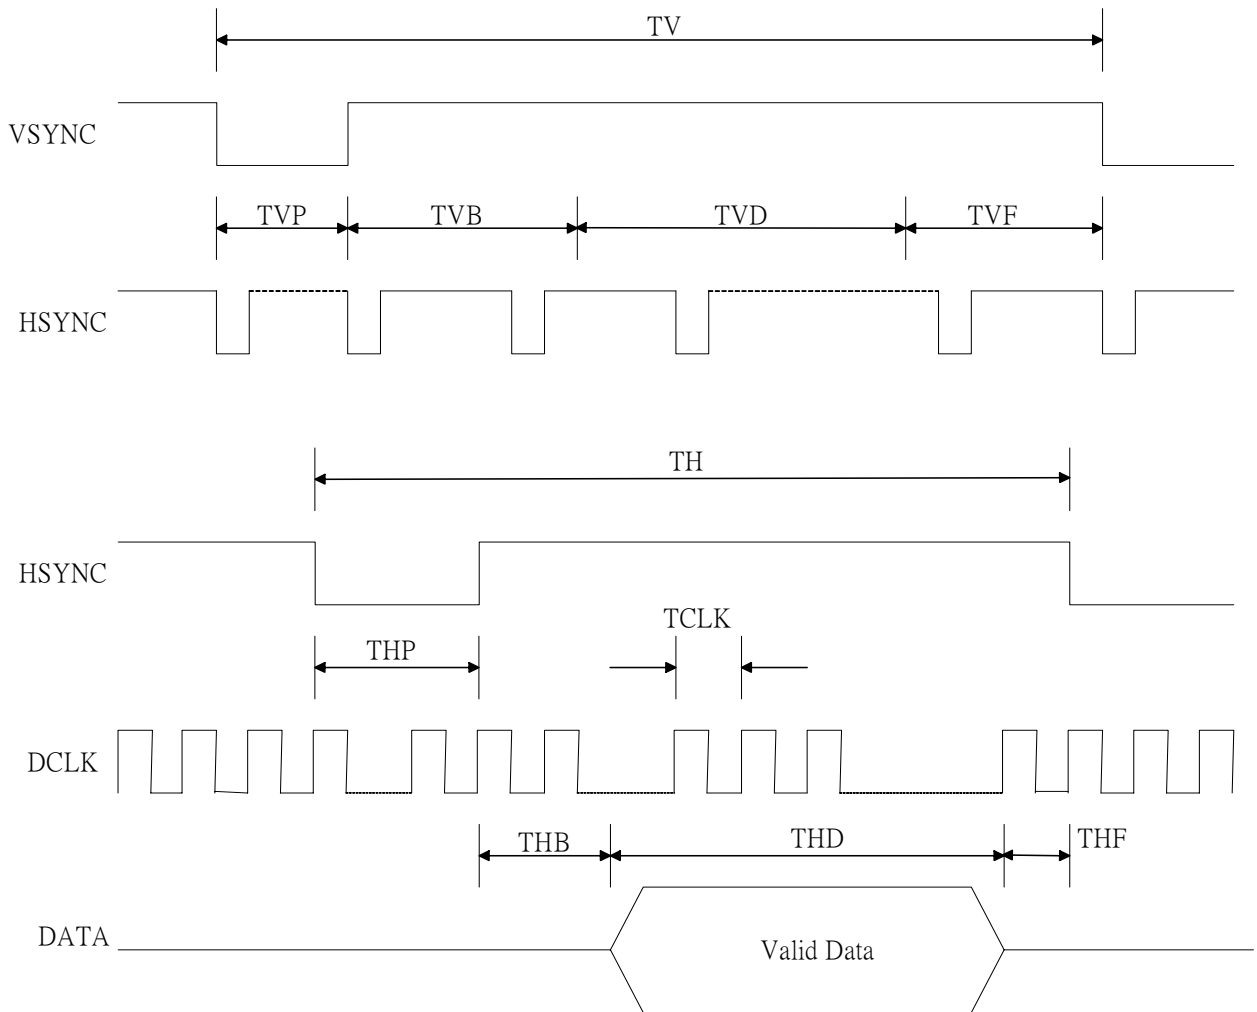 TV
VSYNC
TVP TVB TVD TVF
HSYNC
TH
HSYNC
TCLK
THP
DCLK
THB THD THF
DATA
Valid Data